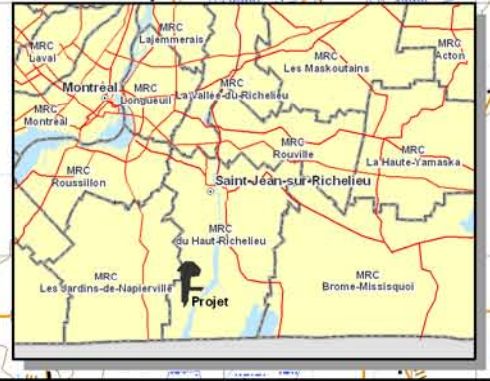 MRC
Lajemmerais
MRC
Laval
MRC
Acton
MRC
Les Maskoutains
Montréal
MRC
Longueuil
MRC
La Vallée-du-Richelieu
MRC
Montréal
MRC
Rouville
MRC
La Haute-Yamaska
MRC
Roussillon
Saint-Jean-sur-Richelieu
MRC
du Haut-Richelieu
MRC
Les Jardins-de-Napierville
MRC
Brome-Missisquoi
Projet